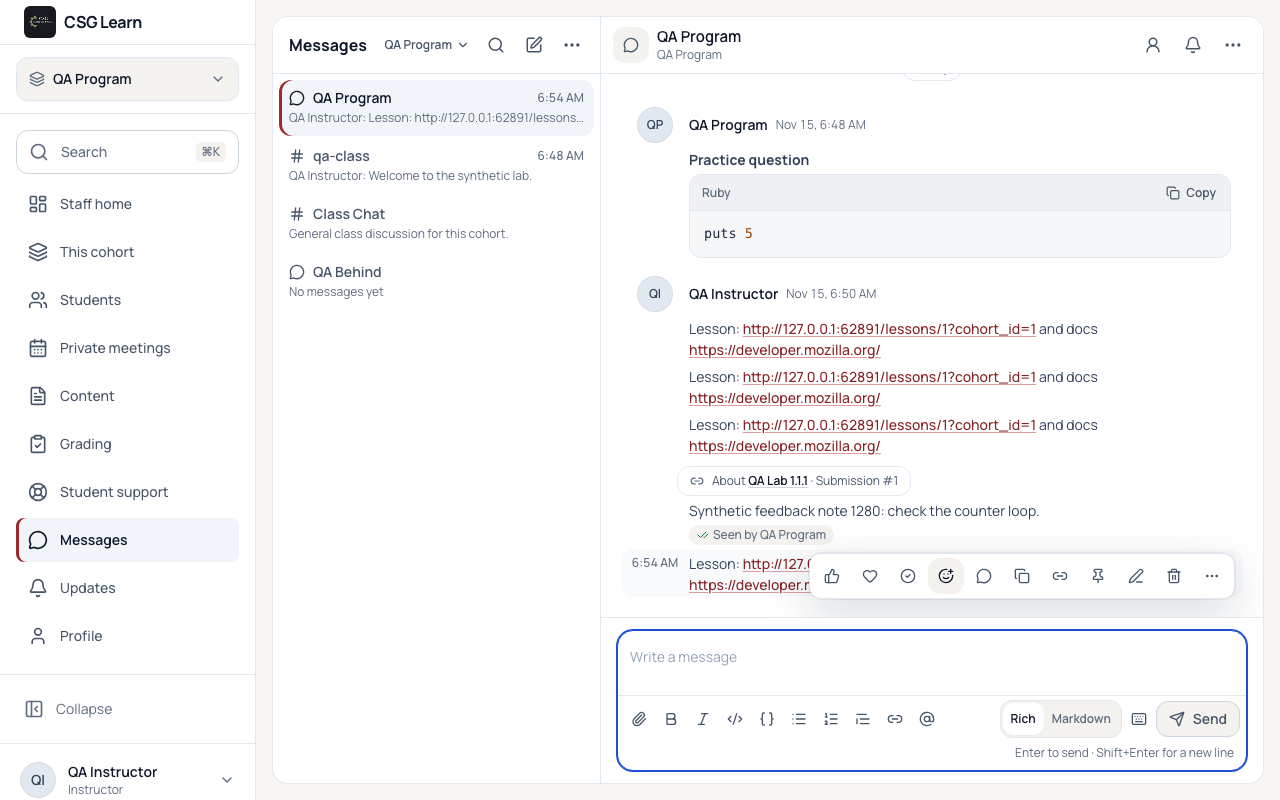 CSG Learn
QA Program
Search
⌘K
Staff home
This cohort
Students
Private meetings
Content
Grading
Student support
Messages
Updates
Profile
Collapse
QI
QA Instructor
Instructor
Messages
QA Program
QA Program
6:54 AM
QA Instructor: Lesson: http://127.0.0.1:62891/lessons...
# qa-class
6:48 AM
QA Instructor: Welcome to the synthetic lab.
# Class Chat
General class discussion for this cohort.
QA Behind
No messages yet
QA Program
QA Program
QP
QA Program Nov 15, 6:48 AM
Practice question
Ruby
Copy
puts 5
QI
QA Instructor Nov 15, 6:50 AM
Lesson: http://127.0.0.1:62891/lessons/1?cohort_id=1 and docs
https://developer.mozilla.org/
Lesson: http://127.0.0.1:62891/lessons/1?cohort_id=1 and docs
https://developer.mozilla.org/
Lesson: http://127.0.0.1:62891/lessons/1?cohort_id=1 and docs
https://developer.mozilla.org/
About QA Lab 1.1.1 · Submission #1
Synthetic feedback note 1280: check the counter loop.
Seen by QA Program
6:54 AM
Lesson: http://127.0
https://developer.m
Write a message
Rich
Markdown
Send
Enter to send · Shift+Enter for a new line